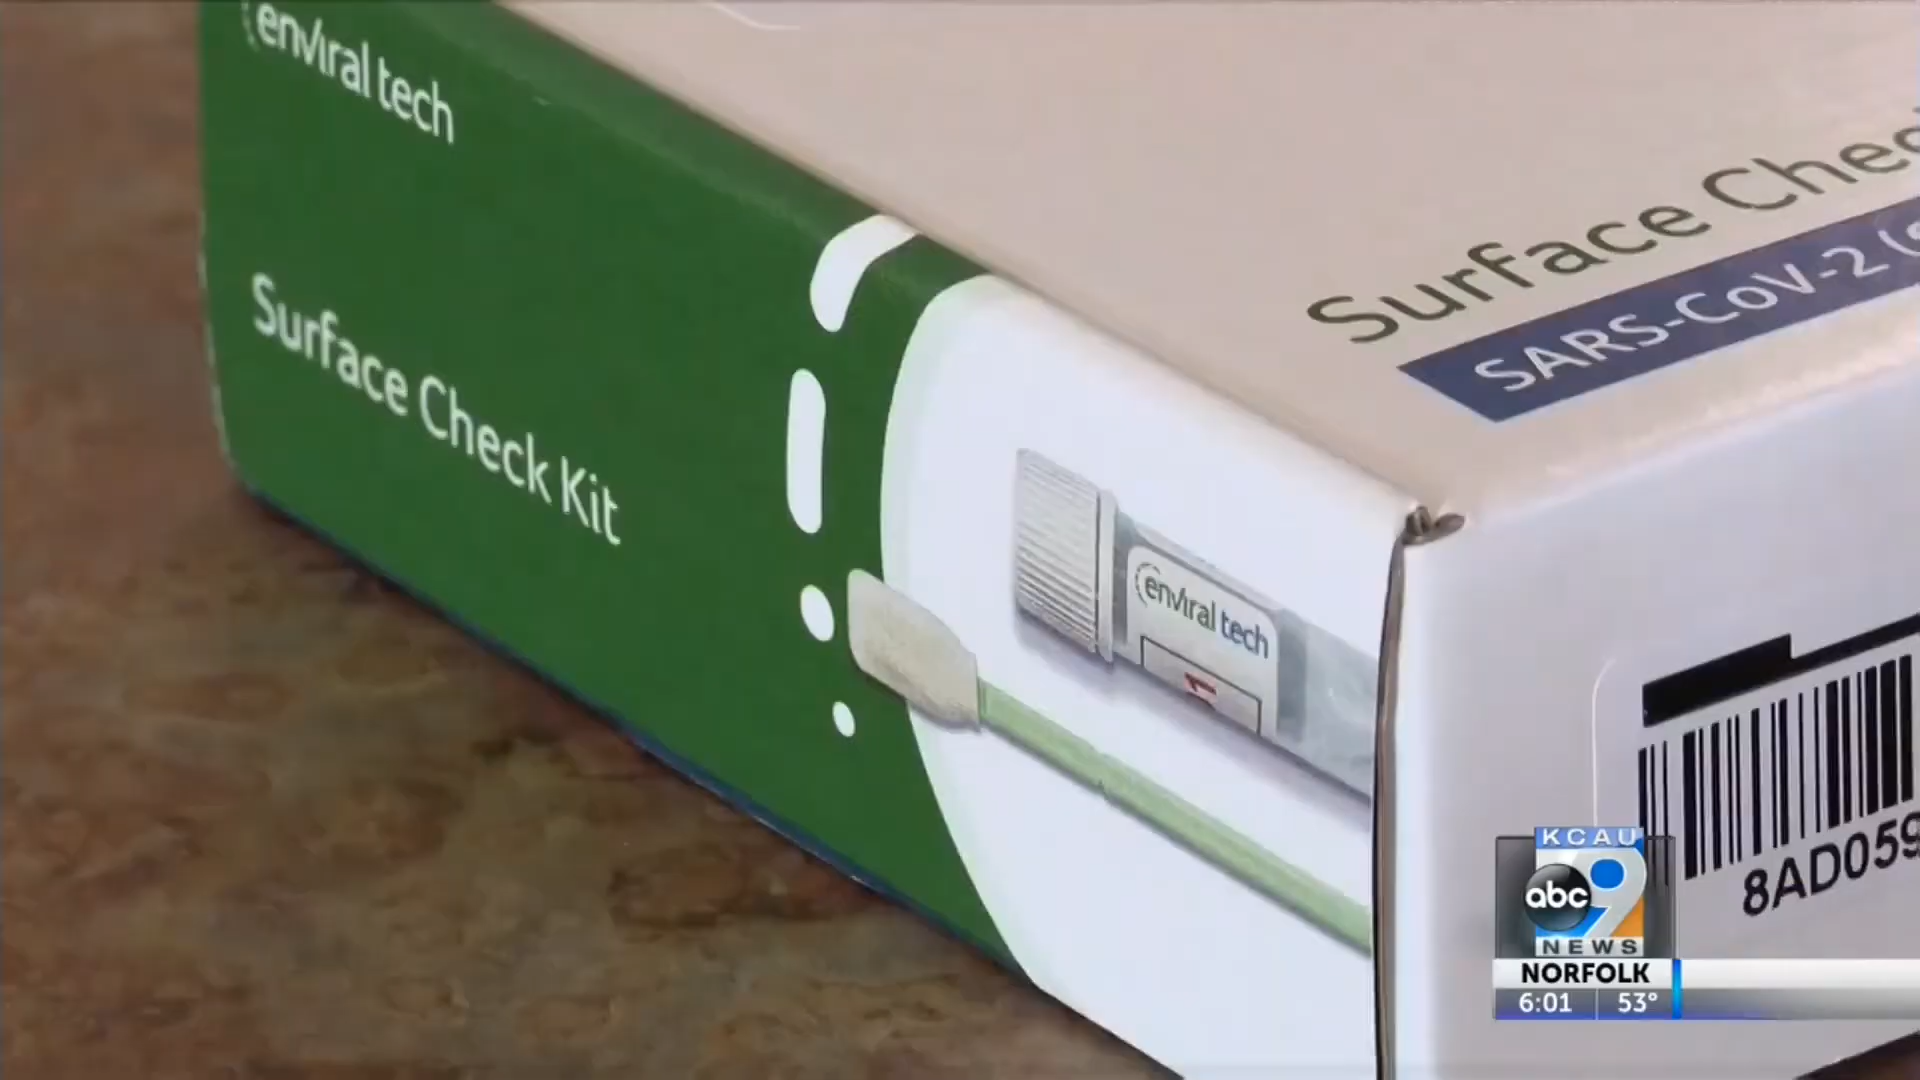 enviral tech
Surface Check Kit
Surface
SARS-CoV-2
enviral tech
1
8AD059
KCAU
abc 9
NEWS
NORFOLK
6:01 53°